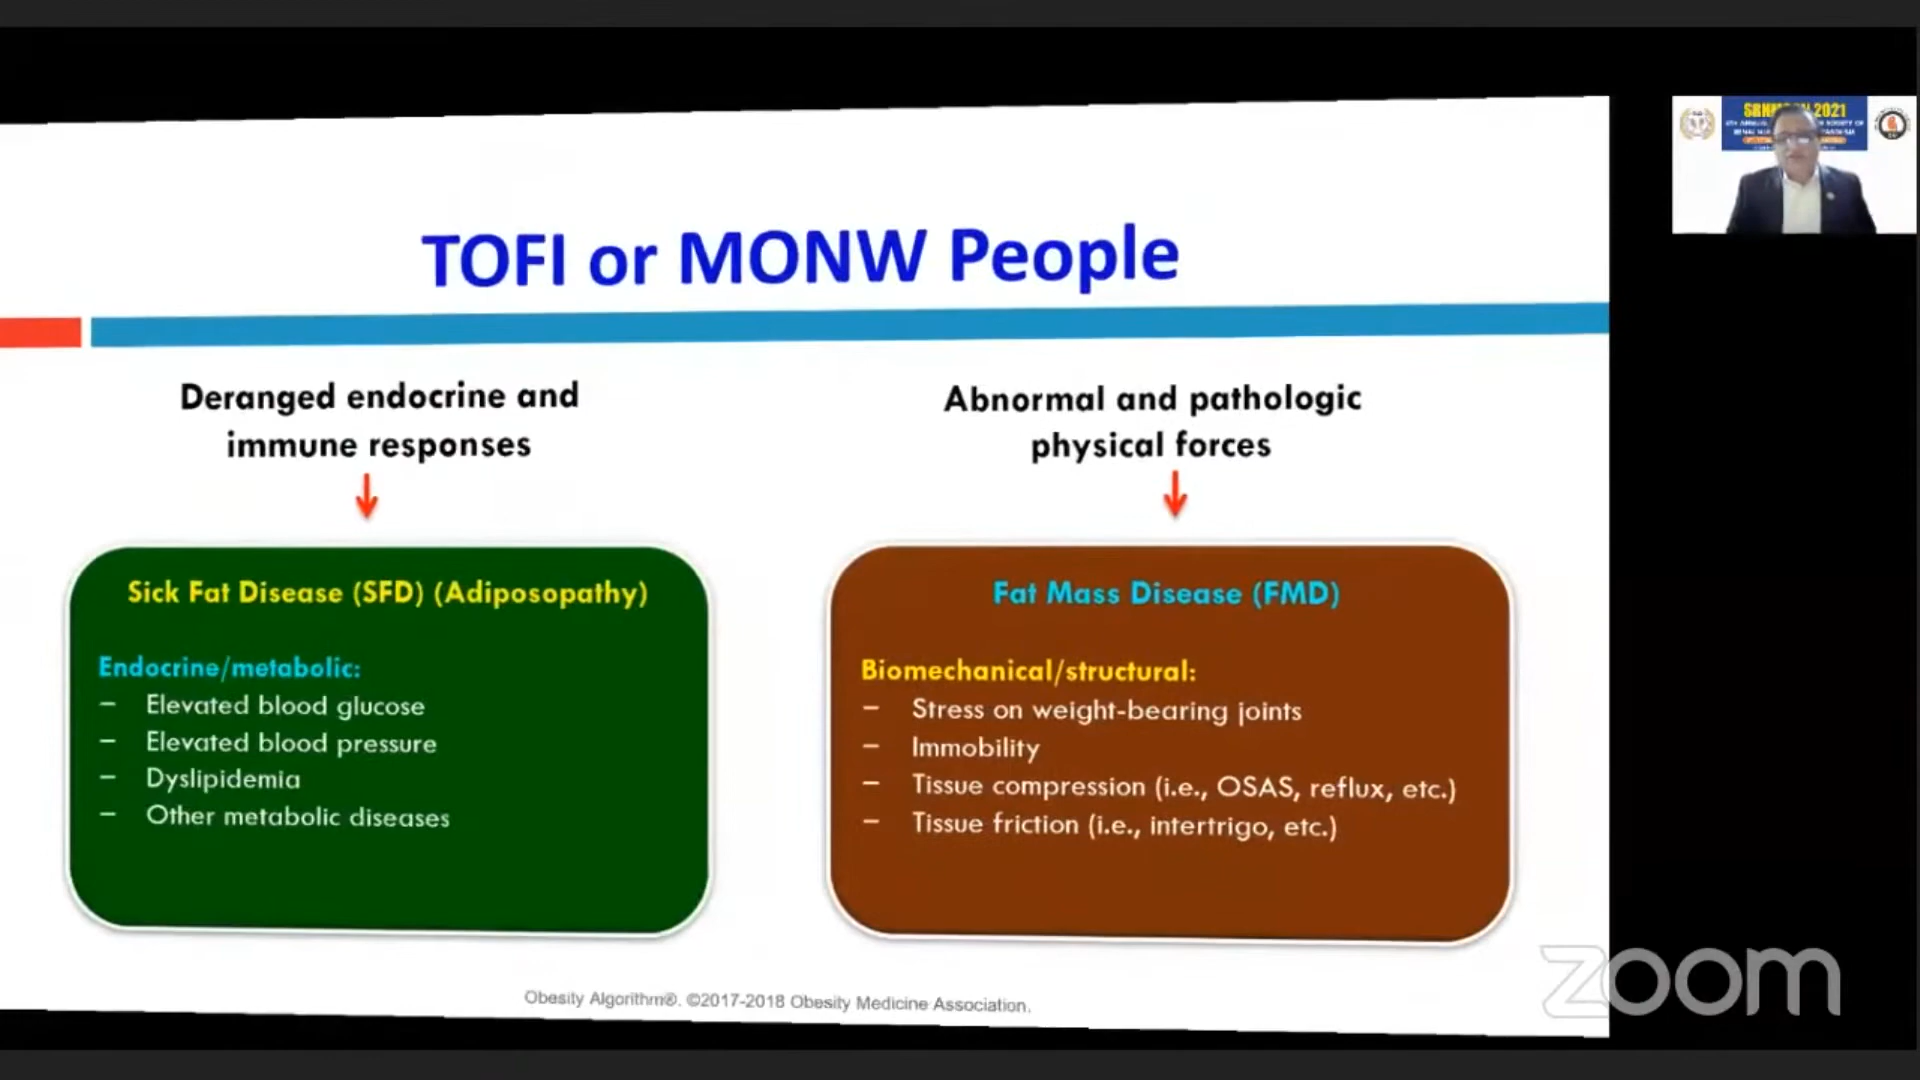 TOFI or MONW People
Deranged endocrine and
immune responses
Sick Fat Disease (SFD) (Adiposopathy)
Endocrine/metabolic:
– Elevated blood glucose
– Elevated blood pressure
– Dyslipidemia
– Other metabolic diseases
Abnormal and pathologic
physical forces
Fat Mass Disease (FMD)
Biomechanical/structural:
– Stress on weight-bearing joints
– Immobility
– Tissue compression (i.e., OSAS, reflux, etc.)
– Tissue friction (i.e., intertrigo, etc.)
Obesity Algorithm®. ©2017-2018 Obesity Medicine Association.
2021
zoom